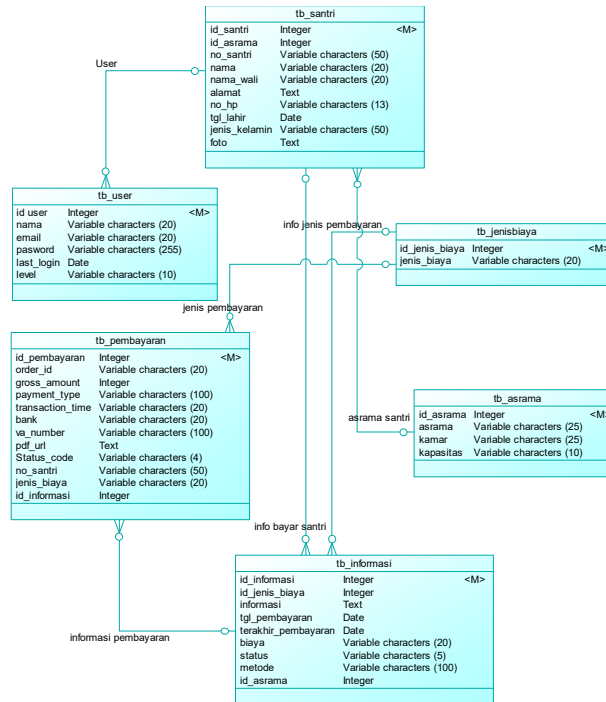 tb_santri
id_santri Integer <M>
id_asrama Integer
no_santri Variable characters (50)
nama Variable characters (20)
nama_wali Variable characters (20)
alamat Text
no_hp Variable characters (13)
tgl_lahir Date
jenis_kelamin Variable characters (50)
foto Text
User
tb_user
id user Integer <M>
nama Variable characters (20)
email Variable characters (20)
pasword Variable characters (255)
last_login Date
level Variable characters (10)
info jenis pembayaran
tb_jenisbiaya
id_jenis_biaya Integer <M>
jenis_biaya Variable characters (20)
jenis pembayaran
tb_pembayaran
id_pembayaran Integer <M>
order_id Variable characters (20)
gross_amount Integer
payment_type Variable characters (100)
transaction_time Variable characters (20)
bank Variable characters (20)
va_number Variable characters (100)
pdf_url Text
Status_code Variable characters (4)
no_santri Variable characters (50)
jenis_biaya Variable characters (20)
id_informasi Integer
tb_asrama
id_asrama Integer <M>
asrama Variable characters (25)
kamar Variable characters (25)
kapasitas Variable characters (10)
asrama santri
info bayar santri
tb_informasi
id_informasi Integer <M>
id_jenis_biaya Integer
informasi Text
tgl_pembayaran Date
terakhir_pembayaran Date
biaya Variable characters (20)
status Variable characters (5)
metode Variable characters (100)
id_asrama Integer
informasi pembayaran